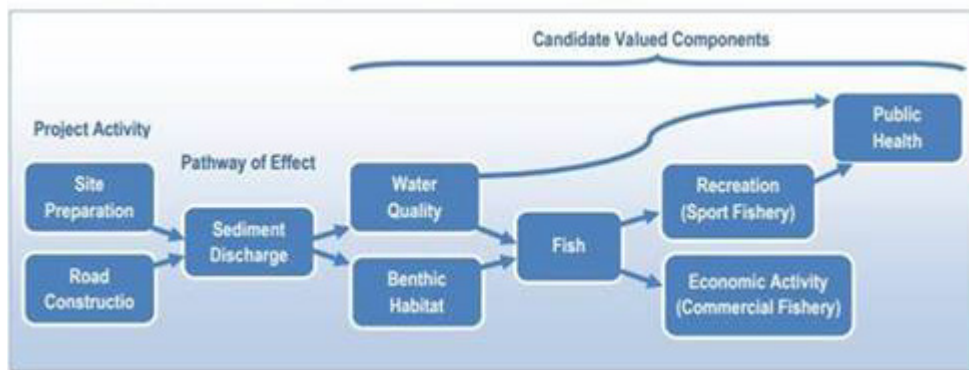 Candidate Valued Components
Project Activity
Pathway of Effect
Site
Preparation
Road
Constructio
Sediment
Discharge
Water
Quality
Benthic
Habitat
Fish
Recreation
(Sport Fishery)
Economic Activity
(Commercial Fishery)
Public
Health